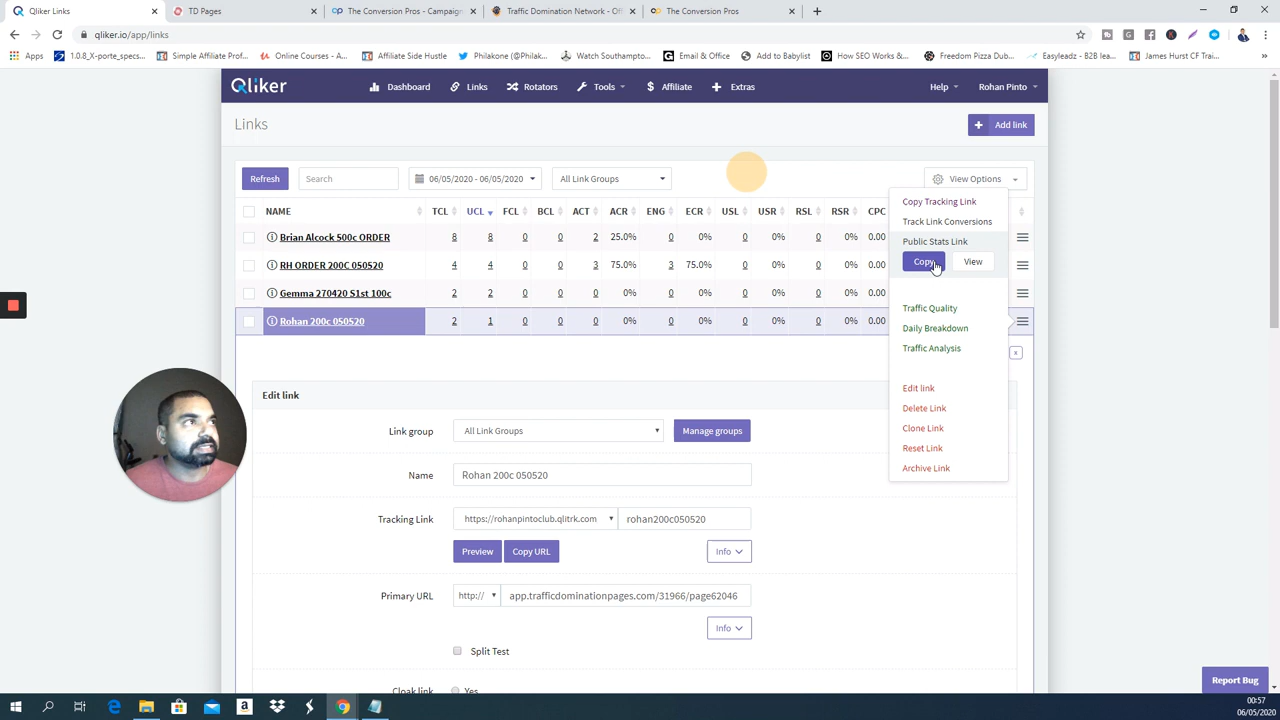 Qliker Links
TD Pages
The Conversion Pros - Campaign
Traffic Domination Network - Off
The Conversion Pros
qliker.io/app/links
Apps
1.0.8_X-porte_specs...
Simple Affiliate Prof...
Online Courses - A...
Affiliate Side Hustle
Philakone (@Philak...
Watch Southampto...
Email & Office
Add to Babylist
How SEO Works &...
Freedom Pizza Dub...
Easyleadz - B2B lea...
James Hurst CF Trai...
»
Qliker
Dashboard
Links
Rotators
Tools
Affiliate
Extras
Help
Rohan Pinto
Links
+ Add link
Refresh
Search
06/05/2020 - 06/05/2020
All Link Groups
View Options
NAME TCL UCL FCL BCL ACT ACR ENG ECR USL USR RSL RSR CPC
Brian Alcock 500c ORDER 8 8 0 0 2 25.0% 0 0% 0 0% 0 0% 0.00
RH ORDER 200C 050520 4 4 0 0 3 75.0% 3 75.0% 0 0% 0 0% 0.00
Gemma 270420 S1st 100c 2 2 0 0 0 0% 0 0% 0 0% 0 0% 0.00
Rohan 200c 050520 2 1 0 0 0 0% 0 0% 0 0% 0 0% 0.00
Copy Tracking Link
Track Link Conversions
Public Stats Link
Copy View
Traffic Quality
Daily Breakdown
Traffic Analysis
Edit link
Delete Link
Clone Link
Reset Link
Archive Link
x
Edit link
Link group All Link Groups Manage groups
Name Rohan 200c 050520
Tracking Link https://rohanpintoclub.qlitrk.com rohan200c050520
Preview Copy URL Info
Primary URL http:// app.trafficdominationpages.com/31966/page62046
Info
Split Test
Cloak link Yes
Report Bug
00:57
06/05/2020